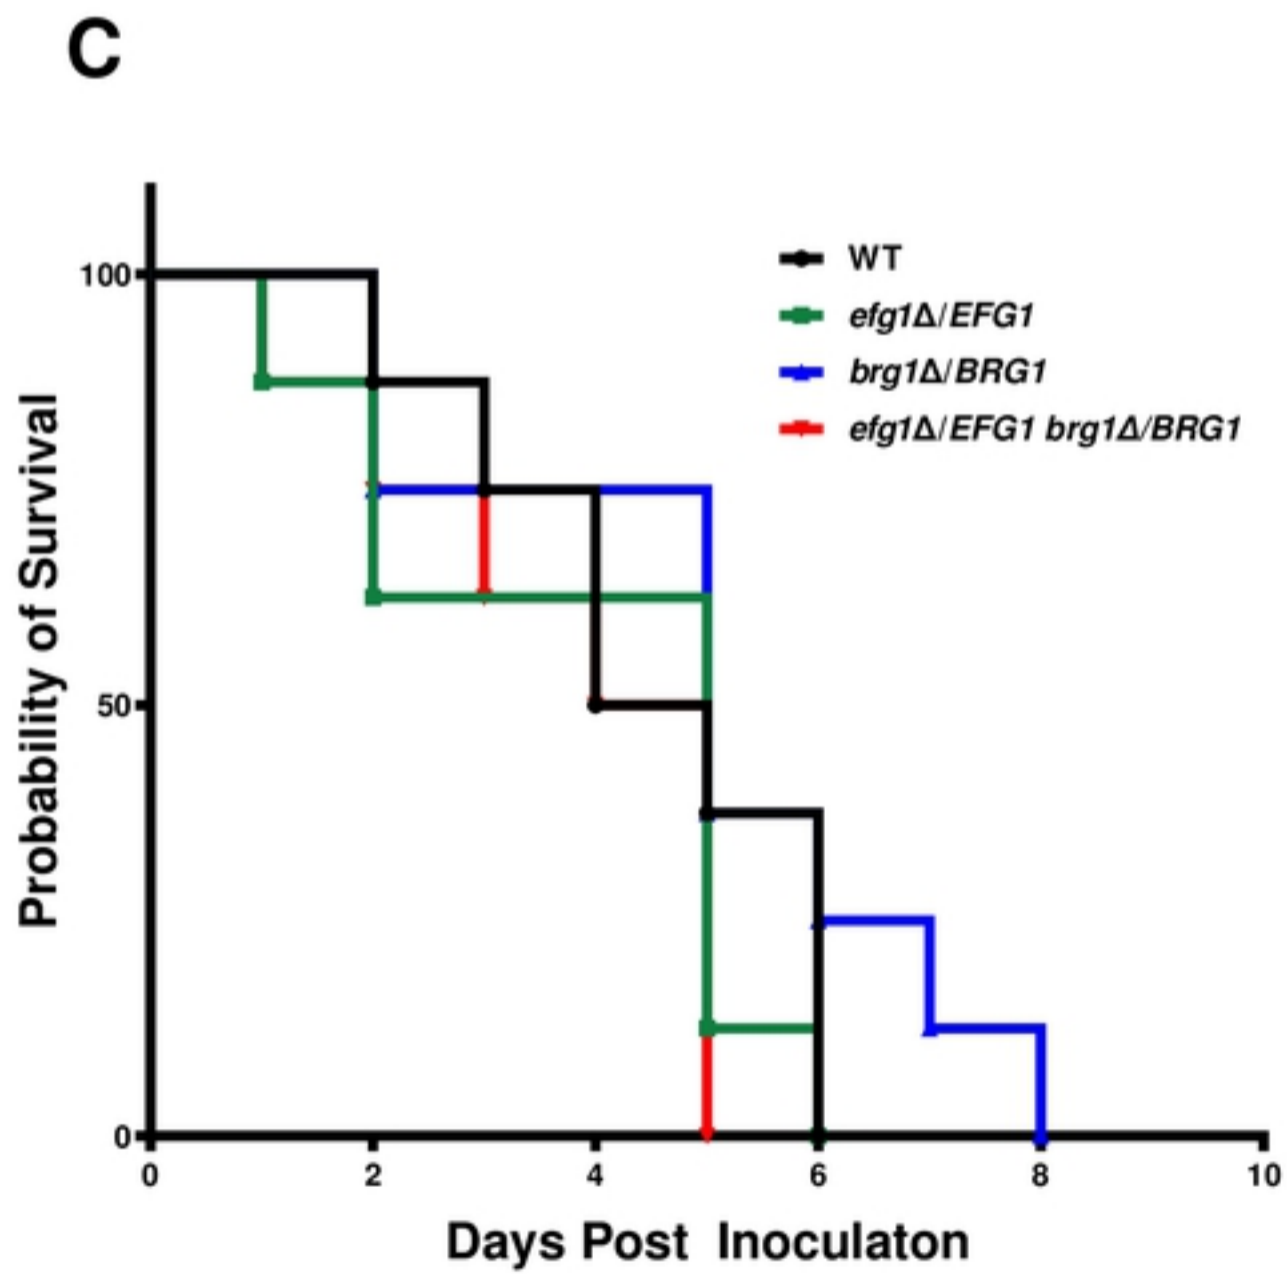 C
WT
efg1Δ/EFG1
brg1Δ/BRG1
efg1Δ/EFG1 brg1Δ/BRG1
Probability of Survival
100
50
0
0 2 4 6 8 10
Days Post Inoculaton